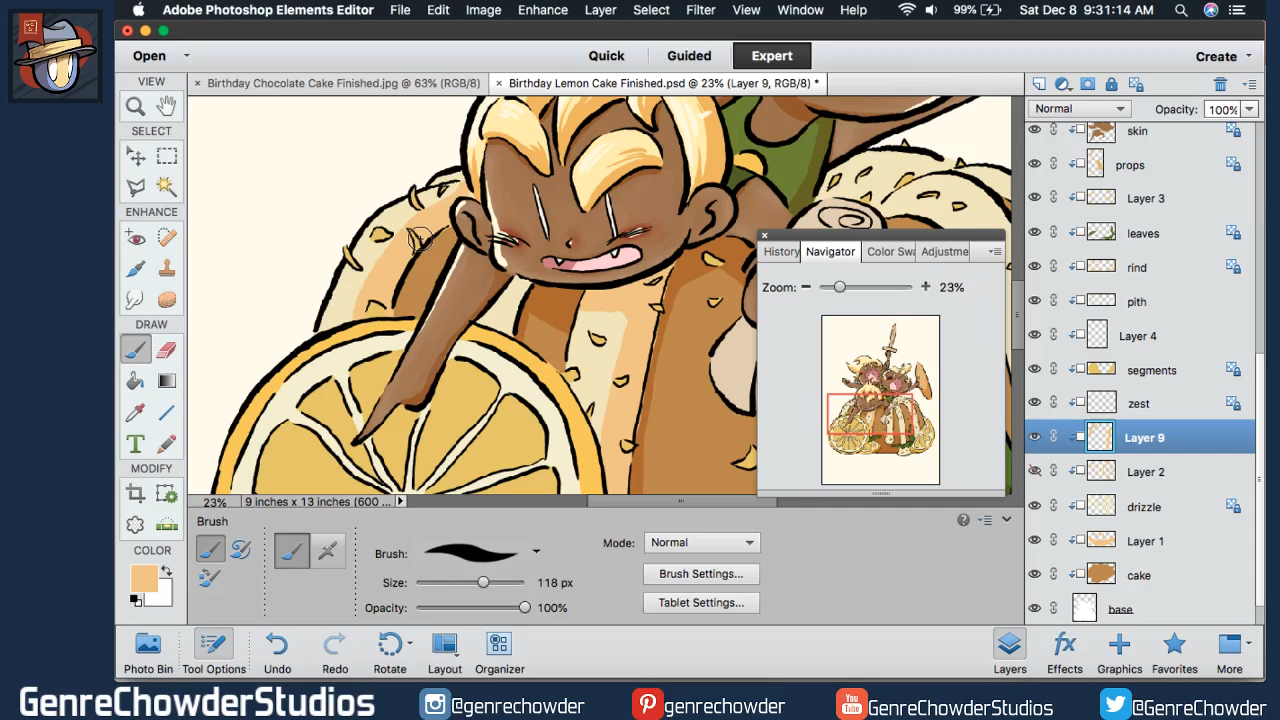 Adobe Photoshop Elements Editor File Edit Image Enhance Layer Select Filter View Window Help 99% Sat Dec 8 9:31:14 AM
Open Quick Guided Expert Create
VIEW × Birthday Chocolate Cake Finished.jpg @ 63% (RGB/8) × Birthday Lemon Cake Finished.psd @ 23% (Layer 9, RGB/8) *
Normal Opacity: 100%
SELECT
skin
props
Layer 3
ENHANCE
leaves
History Navigator Color Swa Adjustme
rind
Zoom: 23%
pith
DRAW
Layer 4
segments
zest
Layer 9
MODIFY
Layer 2
23% 9 inches x 13 inches (600 ...
drizzle
Brush
Layer 1
COLOR
Brush: Mode: Normal
cake
Size: 118 px Brush Settings...
Opacity: 100% Tablet Settings...
base
Photo Bin Tool Options Undo Redo Rotate Layout Organizer Layers Effects Graphics Favorites More
GenreChowderStudios @genrechowder genrechowder GenreChowderStudios @GenreChowder